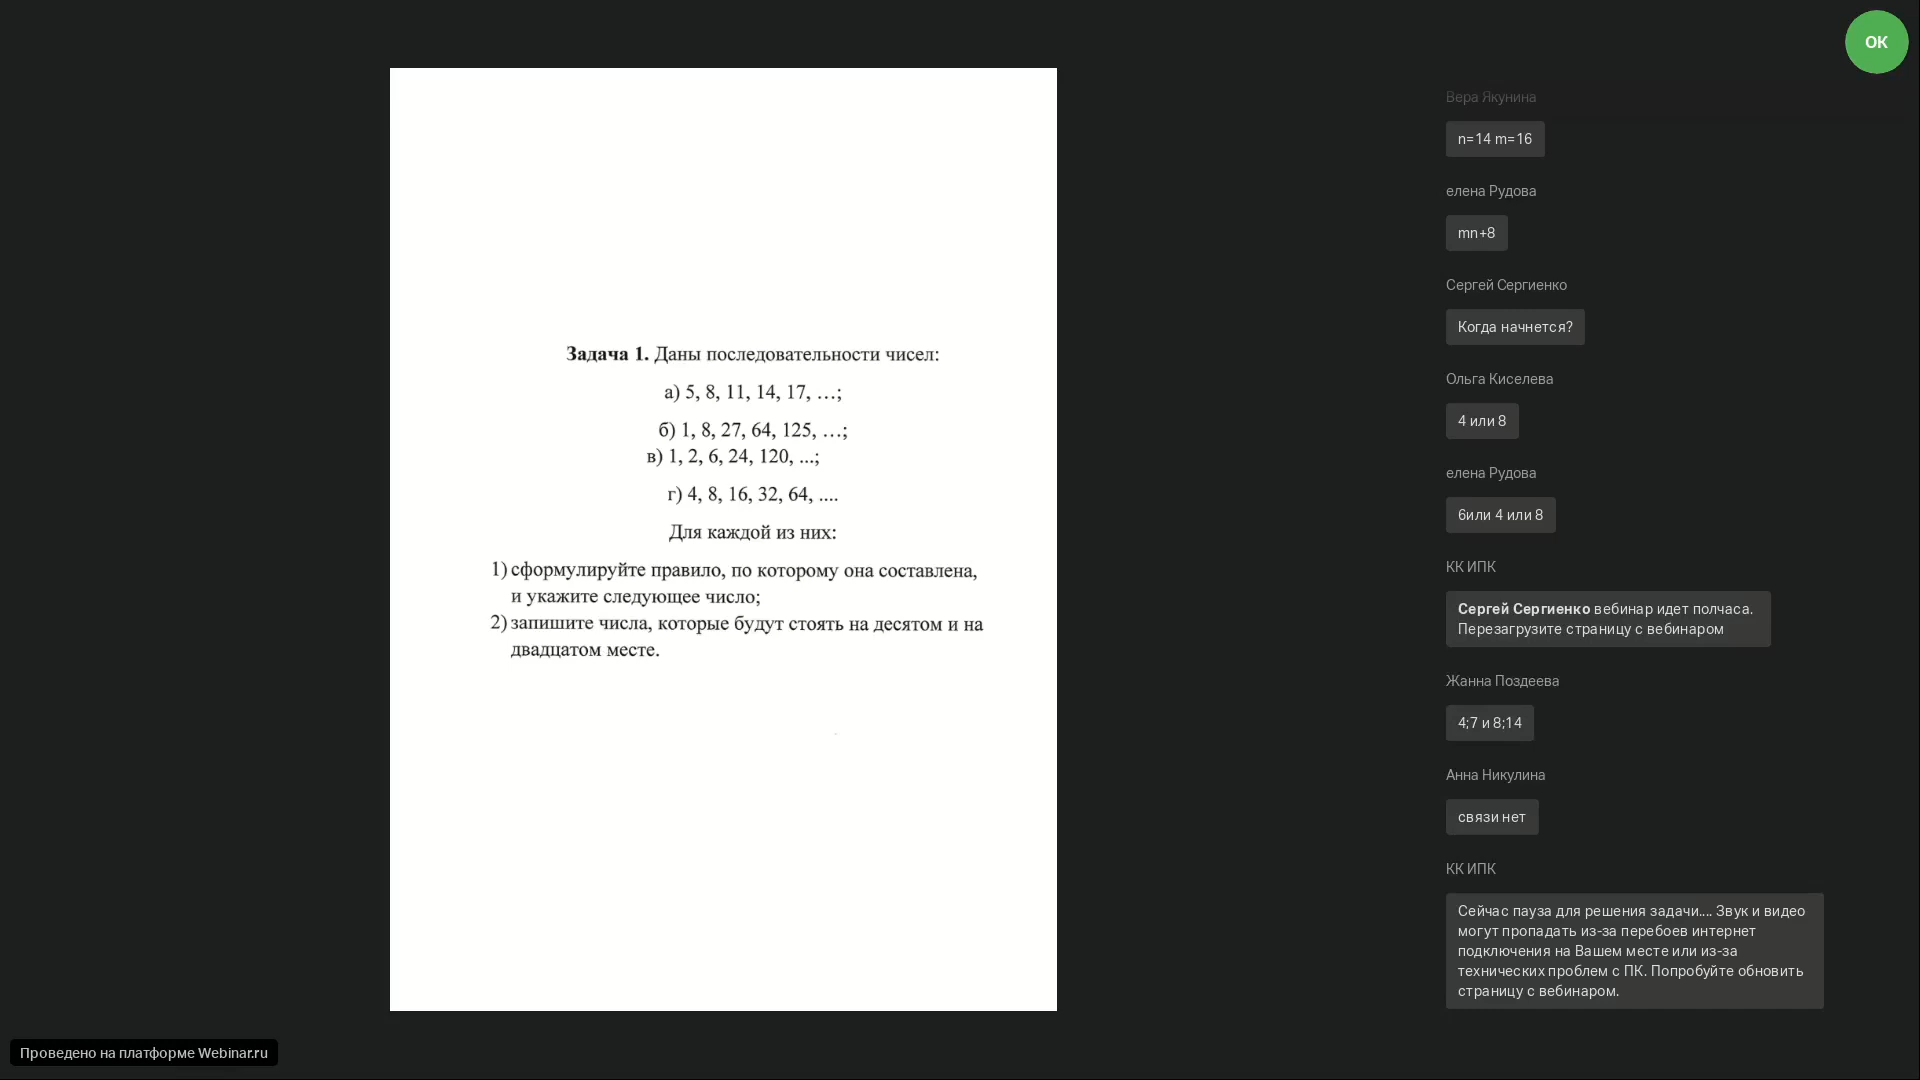 ОК
Задача 1. Даны последовательности чисел:
а) 5, 8, 11, 14, 17, …;
б) 1, 8, 27, 64, 125, …;
в) 1, 2, 6, 24, 120, ...;
г) 4, 8, 16, 32, 64, ....
Для каждой из них:
1) сформулируйте правило, по которому она составлена,
и укажите следующее число;
2) запишите числа, которые будут стоять на десятом и на
двадцатом месте.
Вера Якунина
n=14 m=16
елена Рудова
mn+8
Сергей Сергиенко
Когда начнется?
Ольга Киселева
4 или 8
елена Рудова
6или 4 или 8
КК ИПК
Сергей Сергиенко вебинар идет полчаса.
Перезагрузите страницу с вебинаром
Жанна Поздеева
4;7 и 8;14
Анна Никулина
связи нет
КК ИПК
Сейчас пауза для решения задачи.... Звук и видео
могут пропадать из-за перебоев интернет
подключения на Вашем месте или из-за
технических проблем с ПК. Попробуйте обновить
страницу с вебинаром.
Проведено на платформе Webinar.ru